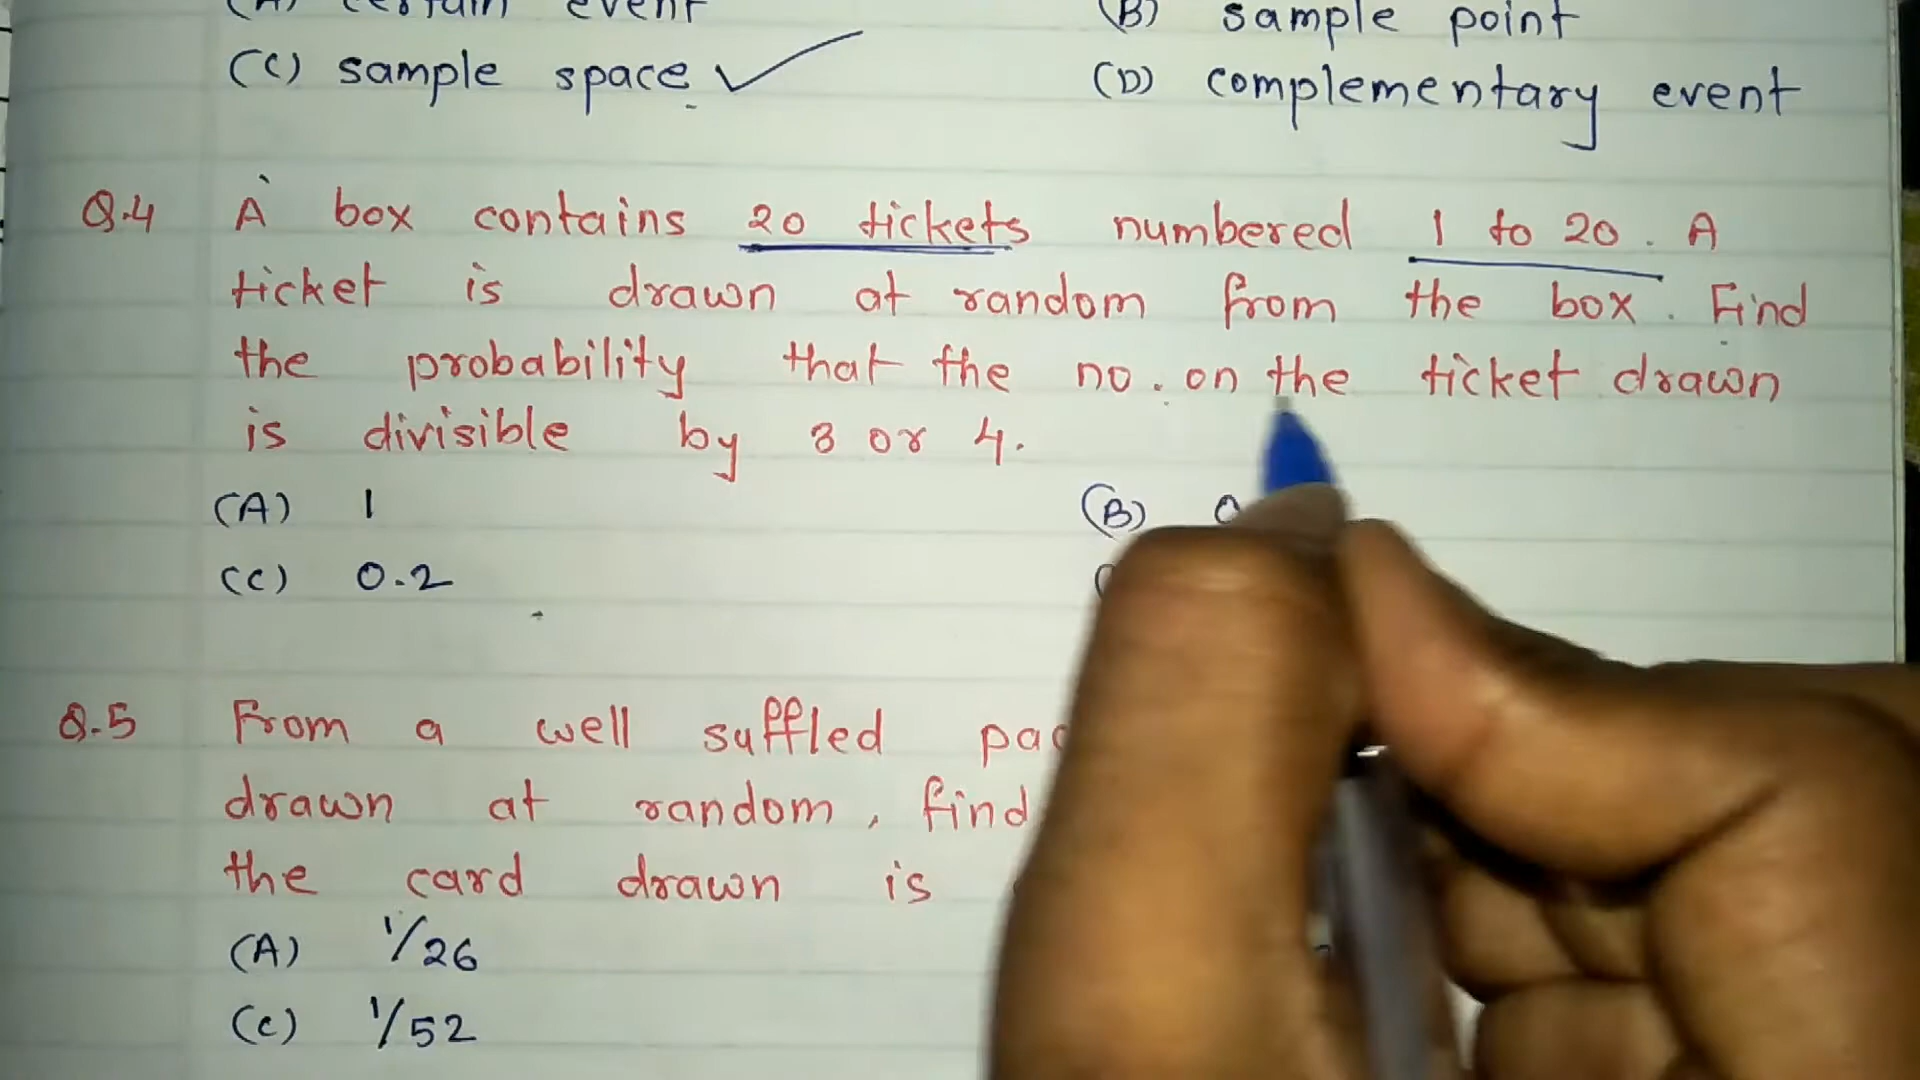 (A) certain event (B) sample point
(C) sample space ✓ (D) complementary event
Q.4 A box contains 20 tickets numbered 1 to 20. A
ticket is drawn at random from the box. Find
the probability that the no. on the ticket drawn
is divisible by 3 or 4.
(A) 1 (B)
(C) 0.2
Q.5 From a well suffled
drawn at random, find
the card drawn is
(A) 1/26
(C) 1/52